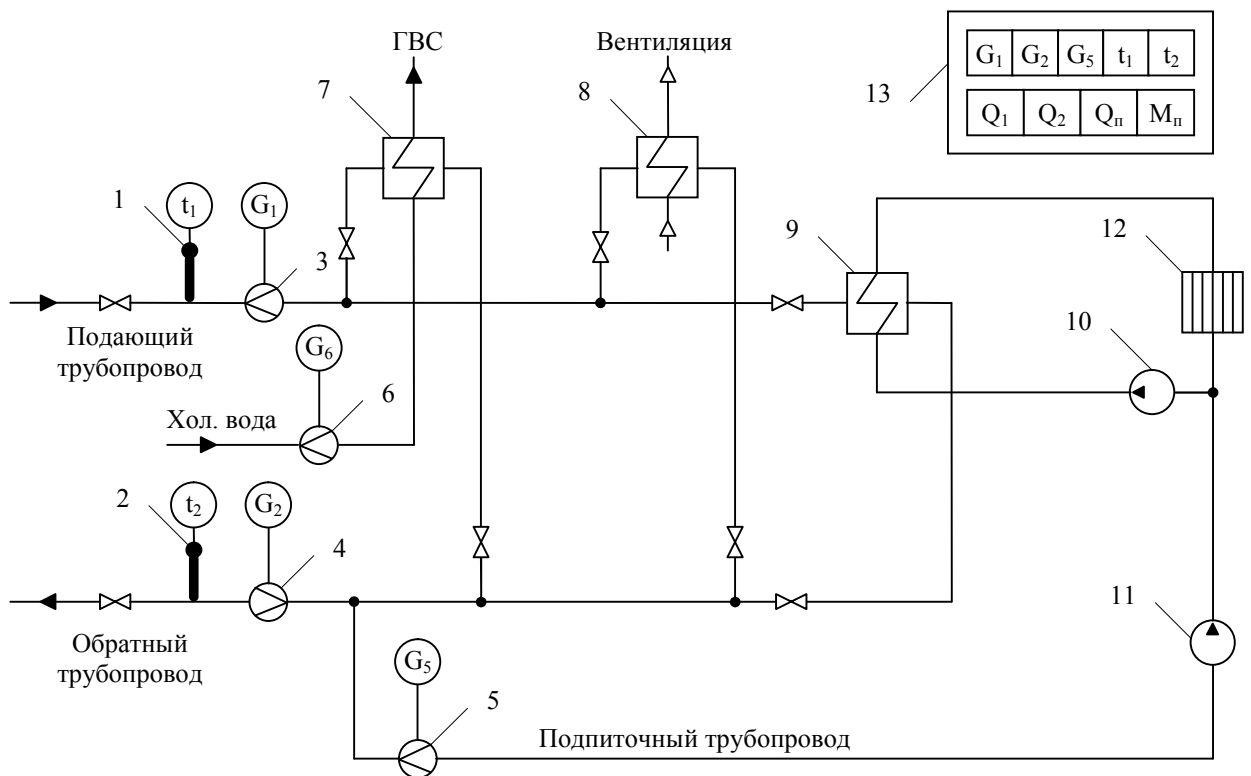 ГВС
Вентиляция
7
8
13
G₁ G₂ G₅ t₁ t₂
Q₁ Q₂ Qп Mп
1
t₁
G₁
3
9
12
Подающий
трубопровод
G₆
6
10
Хол. вода
2
t₂
G₂
4
11
Обратный
трубопровод
G₅
5
Подпиточный трубопровод